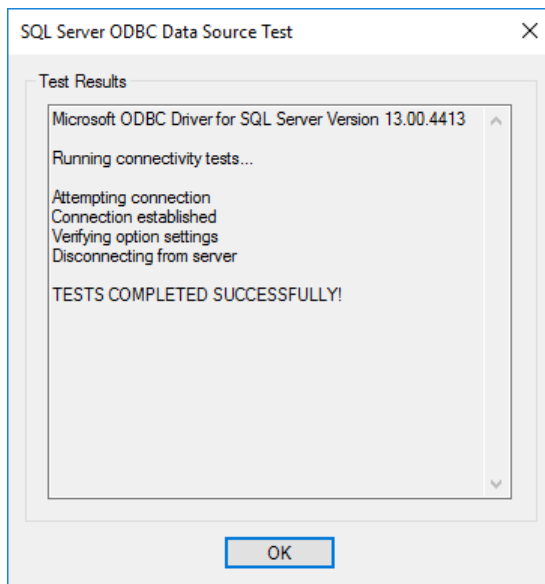 SQL Server ODBC Data Source Test
Test Results
Microsoft ODBC Driver for SQL Server Version 13.00.4413
Running connectivity tests...
Attempting connection
Connection established
Verifying option settings
Disconnecting from server
TESTS COMPLETED SUCCESSFULLY!
OK